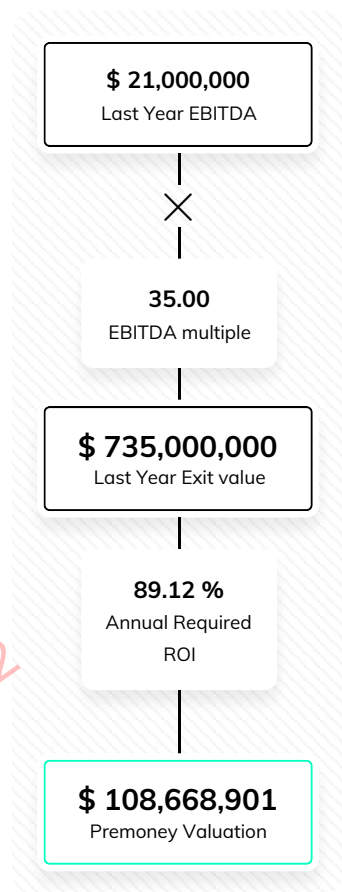 $ 21,000,000
Last Year EBITDA
35.00
EBITDA multiple
$ 735,000,000
Last Year Exit value
89.12 %
Annual Required
ROI
$ 108,668,901
Premoney Valuation